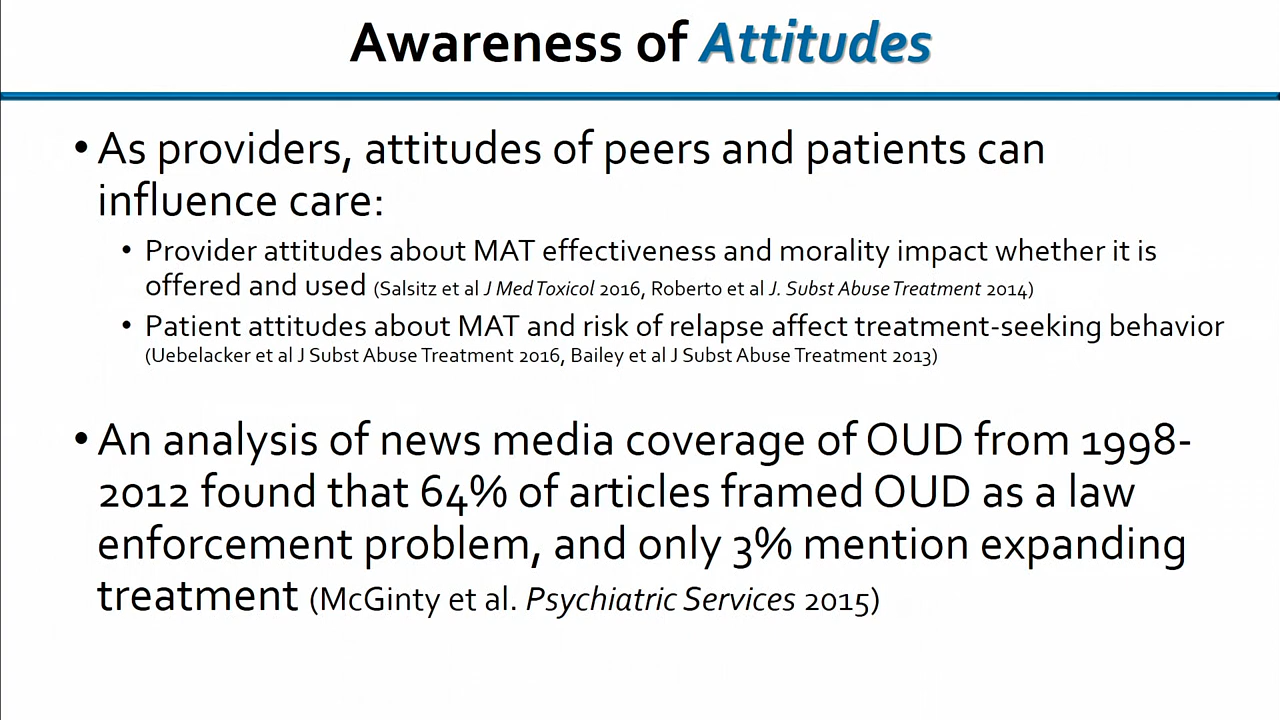 Awareness of Attitudes
• As providers, attitudes of peers and patients can
influence care:
• Provider attitudes about MAT effectiveness and morality impact whether it is
offered and used (Salsitz et al J Med Toxicol 2016, Roberto et al J. Subst Abuse Treatment 2014)
• Patient attitudes about MAT and risk of relapse affect treatment-seeking behavior
(Uebelacker et al J Subst Abuse Treatment 2016, Bailey et al J Subst Abuse Treatment 2013)
• An analysis of news media coverage of OUD from 1998-
2012 found that 64% of articles framed OUD as a law
enforcement problem, and only 3% mention expanding
treatment (McGinty et al. Psychiatric Services 2015)